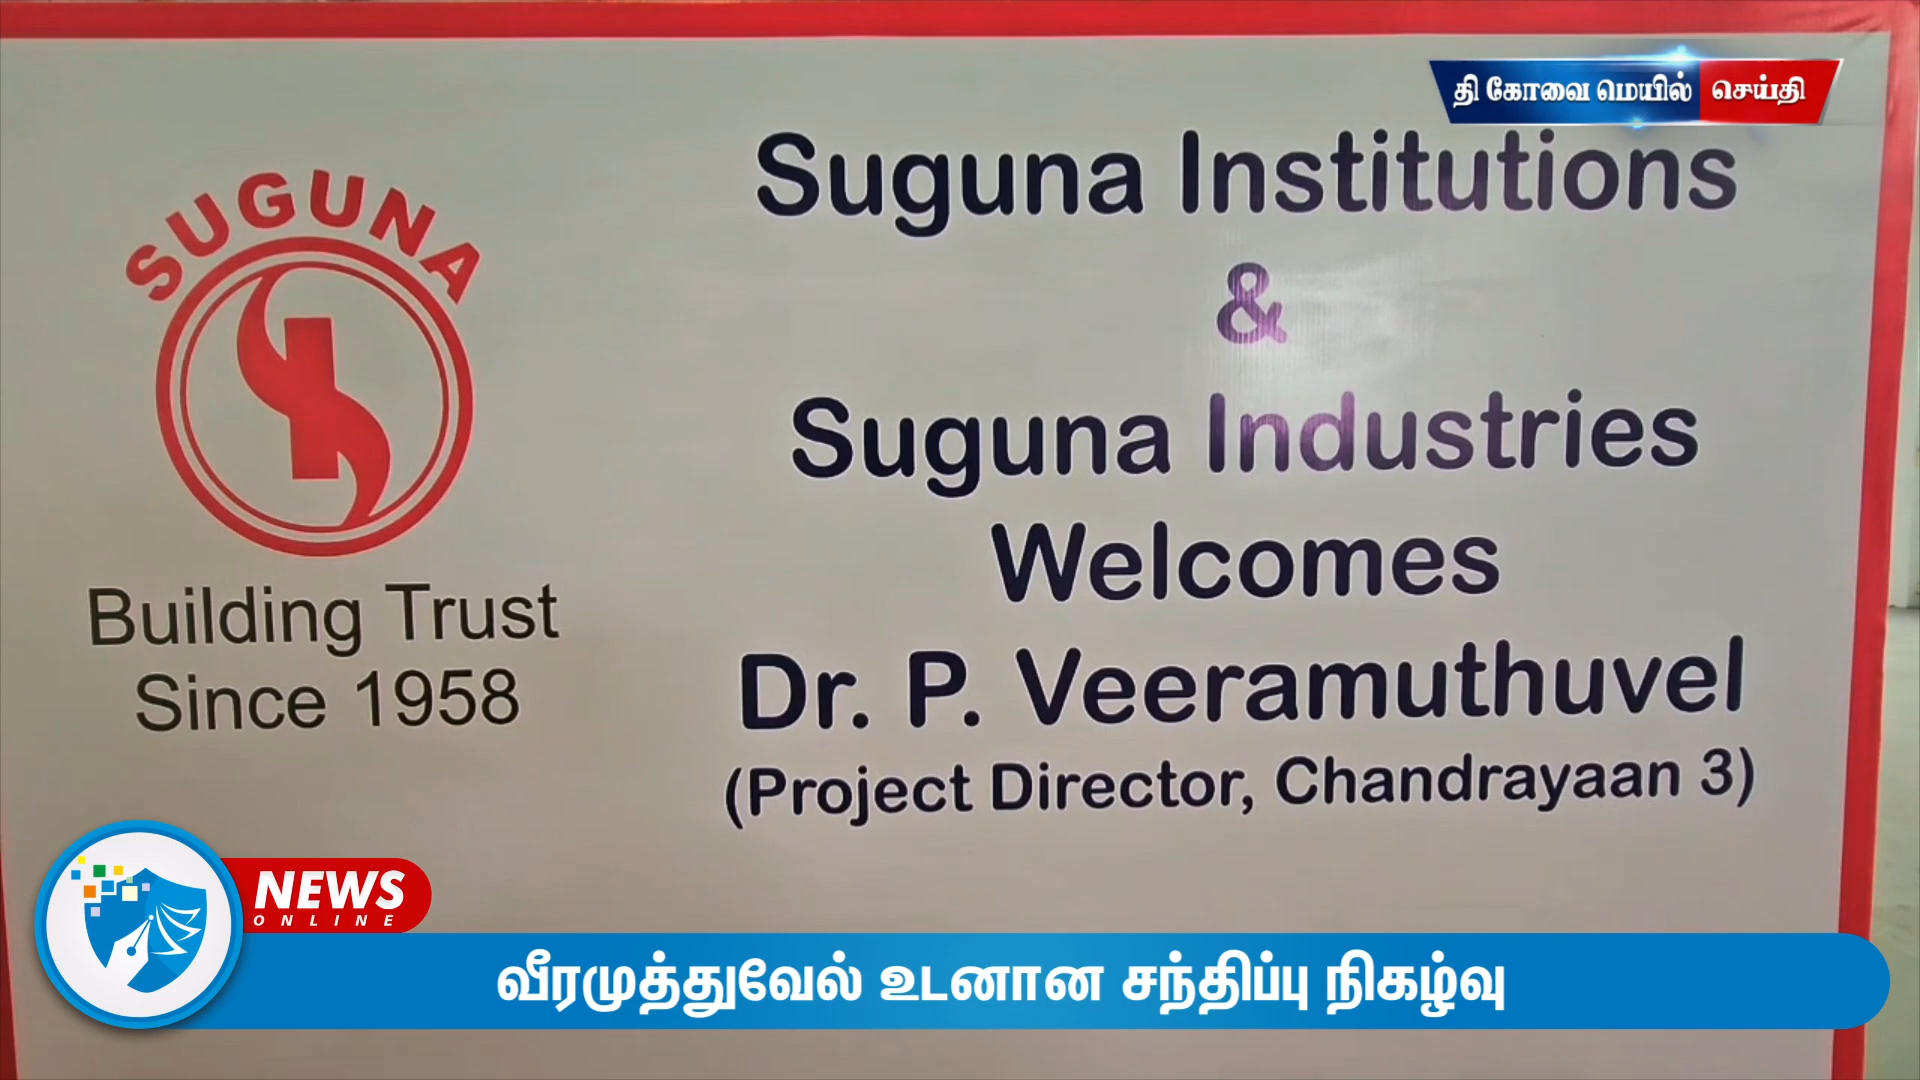 தி கோவை மெயில் செய்தி
SUGUNA
Building Trust
Since 1958
Suguna Institutions
&
Suguna Industries
Welcomes
Dr. P. Veeramuthuvel
(Project Director, Chandrayaan 3)
NEWS
ONLINE
வீரமுத்துவேல் உடனான சந்திப்பு நிகழ்வு